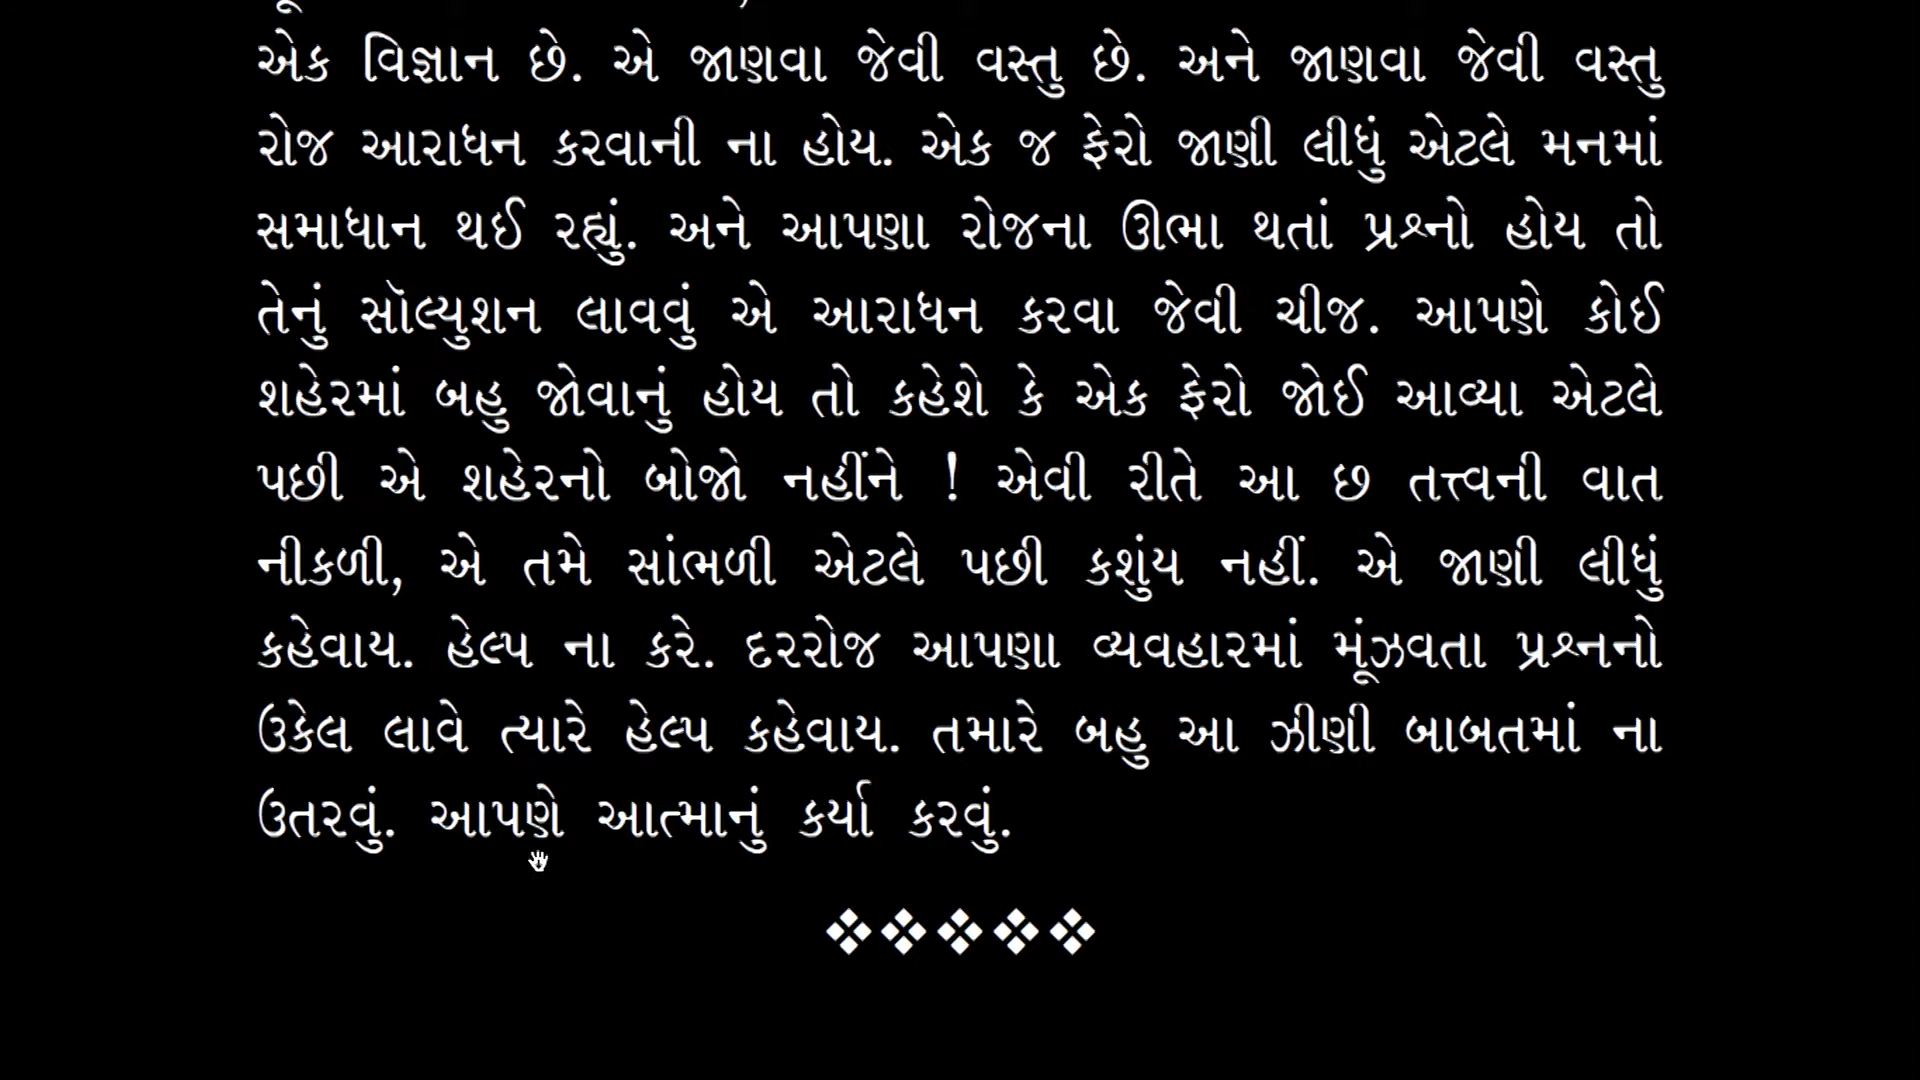 એક વિજ્ઞાન છે. એ જાણવા જેવી વસ્તુ છે. અને જાણવા જેવી વસ્તુ
રોજ આરાધન કરવાની ના હોય. એક જ ફેરો જાણી લીધું એટલે મનમાં
સમાધાન થઈ રહ્યું. અને આપણા રોજના ઊભા થતાં પ્રશ્નો હોય તો
તેનું સૉલ્યુશન લાવવું એ આરાધન કરવા જેવી ચીજ. આપણે કોઈ
શહેરમાં બહુ જોવાનું હોય તો કહેશે કે એક ફેરો જોઈ આવ્યા એટલે
પછી એ શહેરનો બોજો નહીંને ! એવી રીતે આ છ તત્ત્વની વાત
નીકળી, એ તમે સાંભળી એટલે પછી કશુંય નહીં. એ જાણી લીધું
કહેવાય. હેલ્પ ના કરે. દરરોજ આપણા વ્યવહારમાં મૂંઝવતા પ્રશ્નનો
ઉકેલ લાવે ત્યારે હેલ્પ કહેવાય. તમારે બહુ આ ઝીણી બાબતમાં ના
ઉતરવું. આપણે આત્માનું કર્યા કરવું.
❖❖❖❖❖